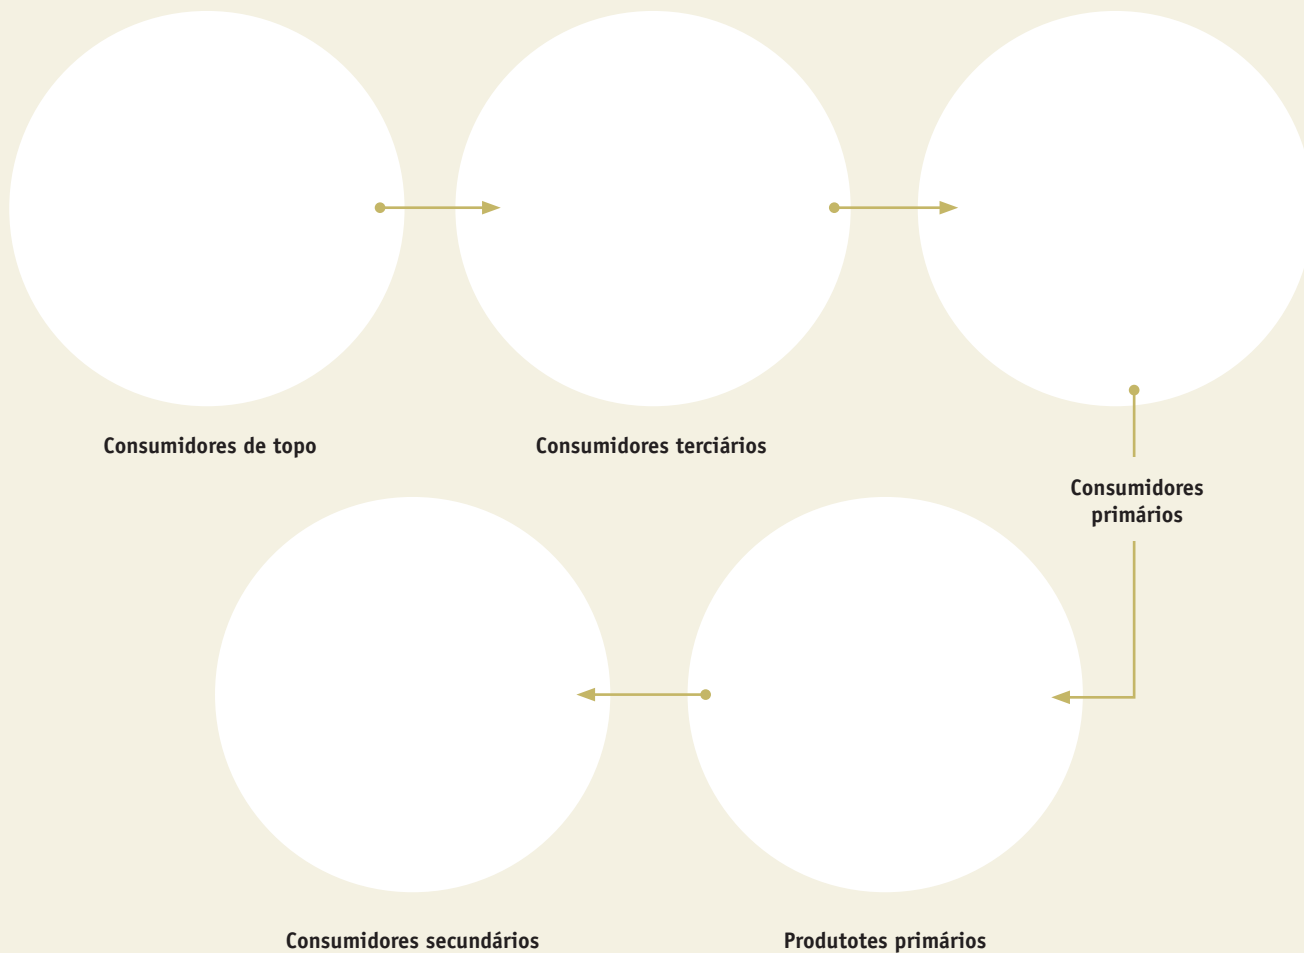 Consumidores de topo
Consumidores terciários
Consumidores
primários
Consumidores secundários
Produtotes primários